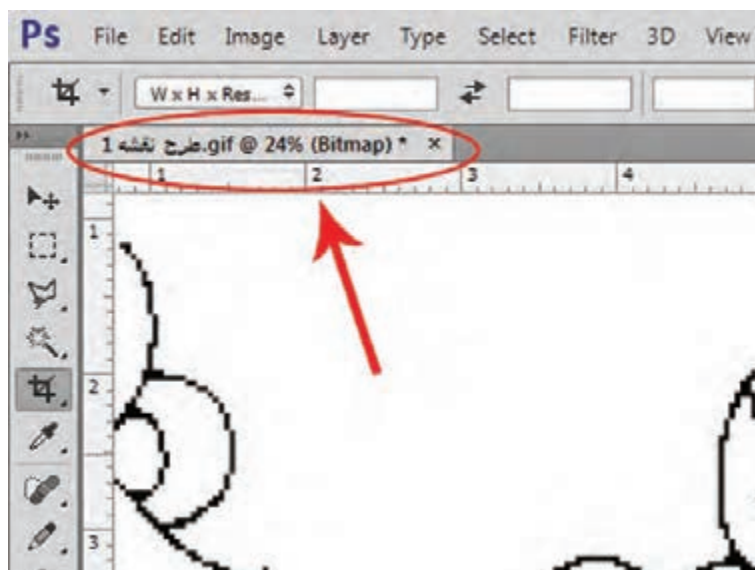 Ps File Edit Image Layer Type Select Filter 3D View
W x H x Res...
طرح نقشه 1.gif @ 24% (Bitmap) * ×
1 2 3 4
1
2
3